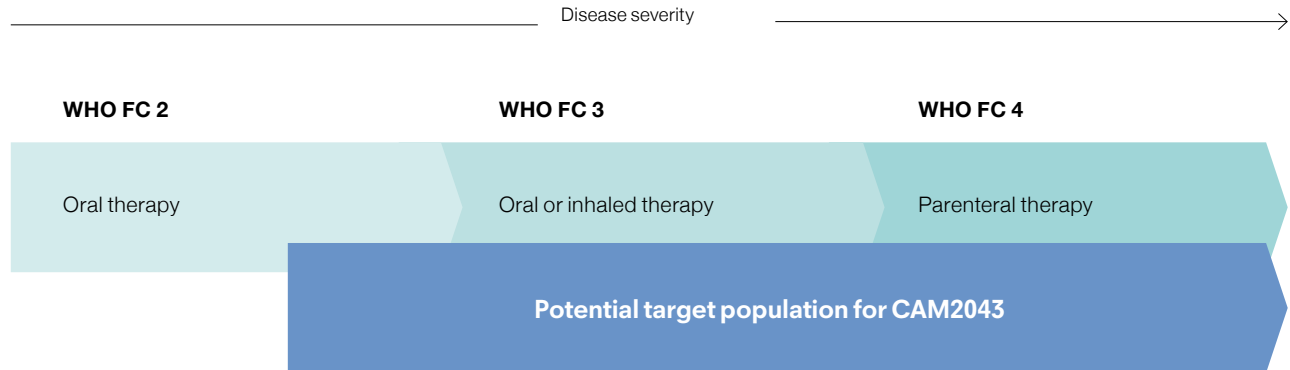 Disease severity
WHO FC 2
WHO FC 3
WHO FC 4
Oral therapy
Oral or inhaled therapy
Parenteral therapy
Potential target population for CAM2043